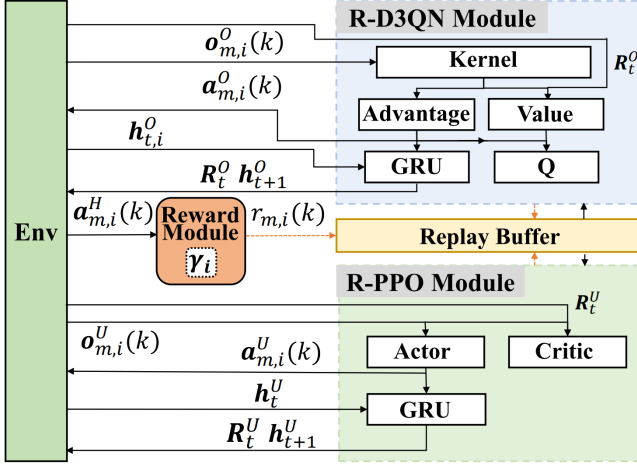 R-D3QN Module
o^O_{m,i}(k)
Kernel
R^O_t
a^O_{m,i}(k)
Advantage
Value
h^O_{t,i}
GRU
Q
R^O_t h^O_{t+1}
a^H_{m,i}(k)
Reward
Module
γ_i
r_{m,i}(k)
Env
Replay Buffer
R-PPO Module
R^U_t
o^U_{m,i}(k)
a^U_{m,i}(k)
Actor
Critic
h^U_t
GRU
R^U_t h^U_{t+1}